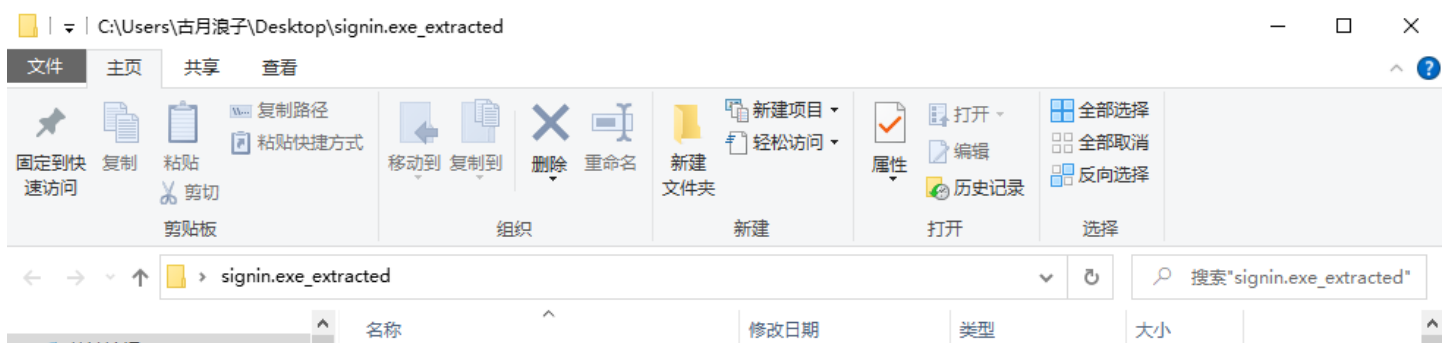 C:\Users\古月浪子\Desktop\signin.exe_extracted
文件 主页 共享 查看
固定到快速访问
复制
粘贴
复制路径
粘贴快捷方式
剪切
移动到
复制到
删除
重命名
新建
文件夹
新建项目
轻松访问
属性
打开
编辑
历史记录
全部选择
全部取消
反向选择
剪贴板 组织 新建 打开 选择
signin.exe_extracted
搜索"signin.exe_extracted"
名称 修改日期 类型 大小